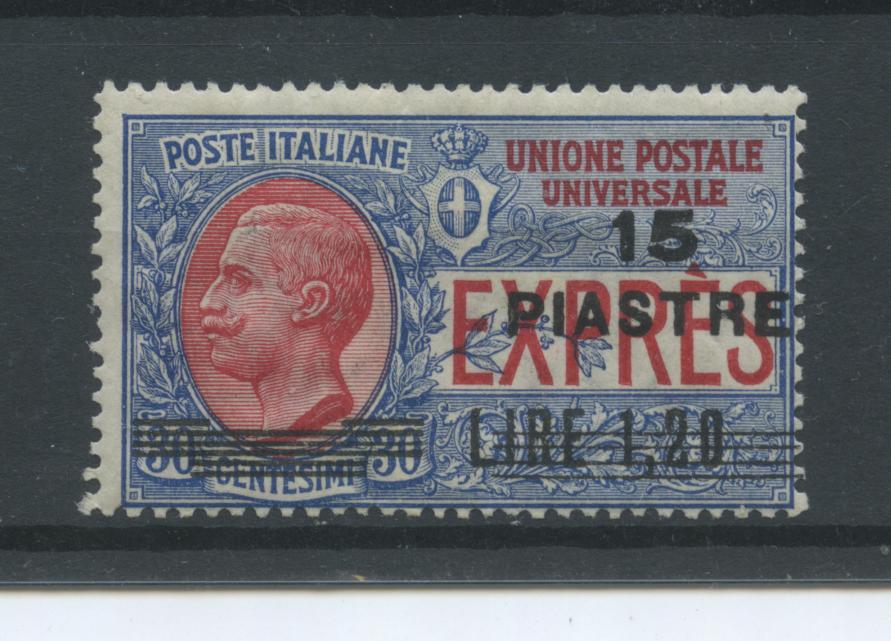 POSTE ITALIANE
UNIONE POSTALE
UNIVERSALE
15
PIASTRE
EXPRÈS
LIRE 1,20
30 30
CENTESIMI